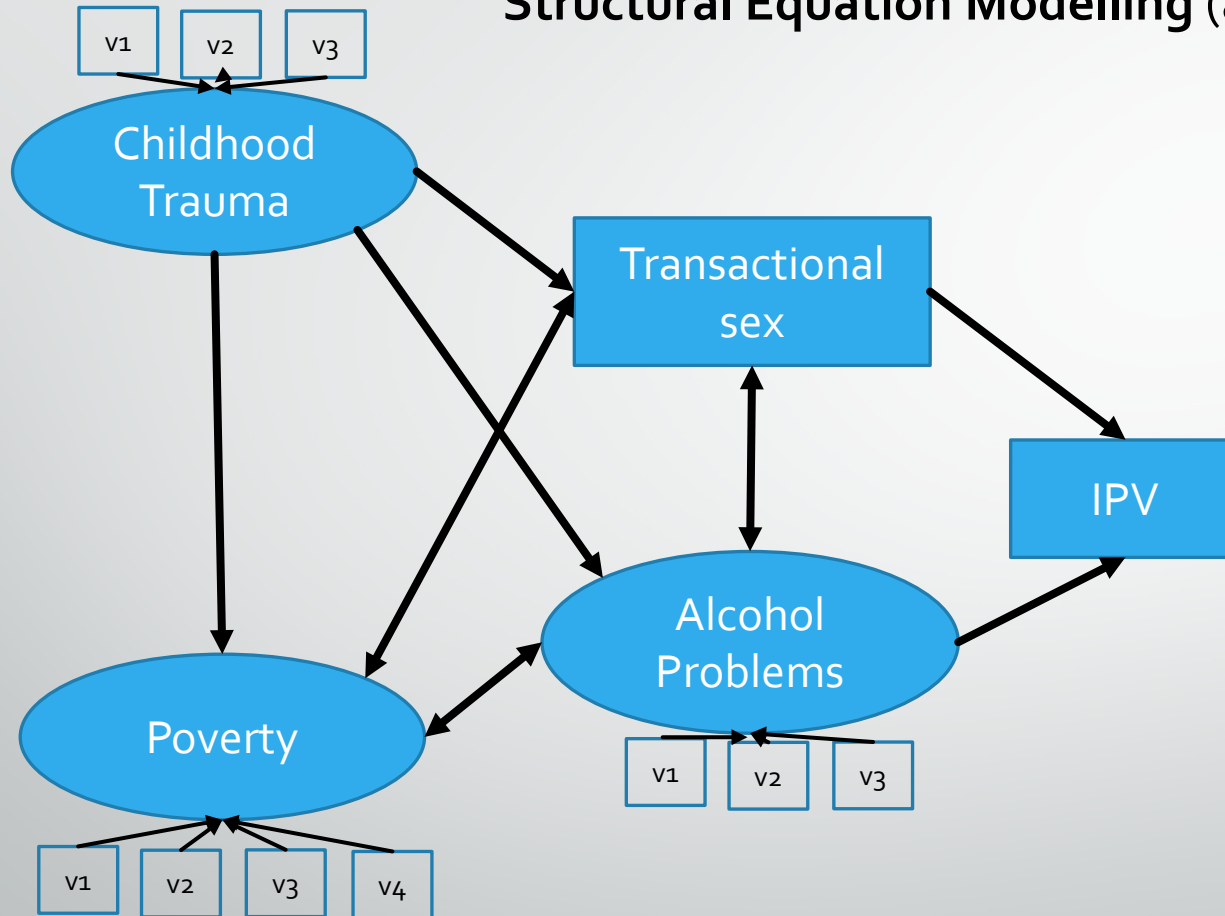 Structural Equation Modelling (
v1
v2
v3
Childhood
Trauma
Transactional
sex
IPV
Alcohol
Problems
Poverty
v1
v2
v3
v1
v2
v3
v4